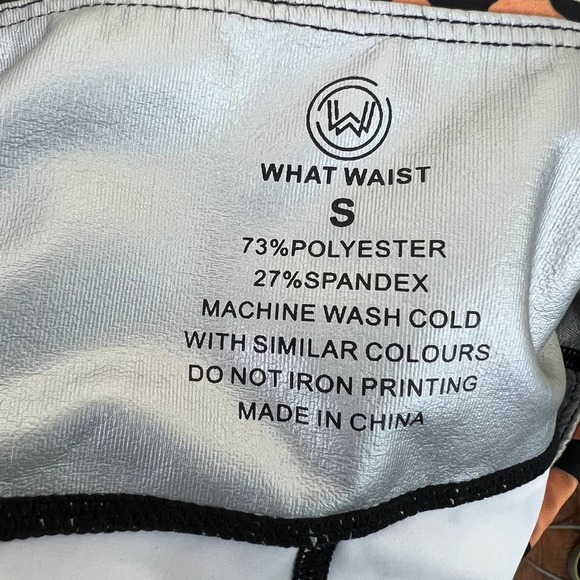 W
WHAT WAIST
S
73%POLYESTER
27%SPANDEX
MACHINE WASH COLD
WITH SIMILAR COLOURS
DO NOT IRON PRINTING
MADE IN CHINA